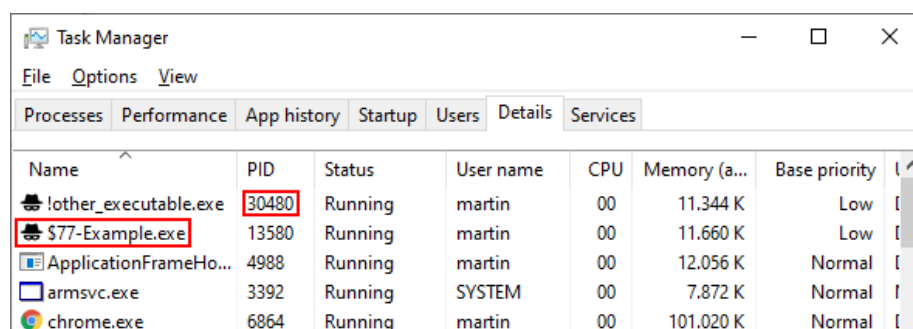 Task Manager
File Options View
Processes Performance App history Startup Users Details Services
Name PID Status User name CPU Memory (a... Base priority
!other_executable.exe 30480 Running martin 00 11.344 K Low
$77-Example.exe 13580 Running martin 00 11.660 K Low
ApplicationFrameHo... 4988 Running martin 00 12.056 K Normal
armsvc.exe 3392 Running SYSTEM 00 7.872 K Normal
chrome.exe 6864 Running martin 00 101.020 K Normal